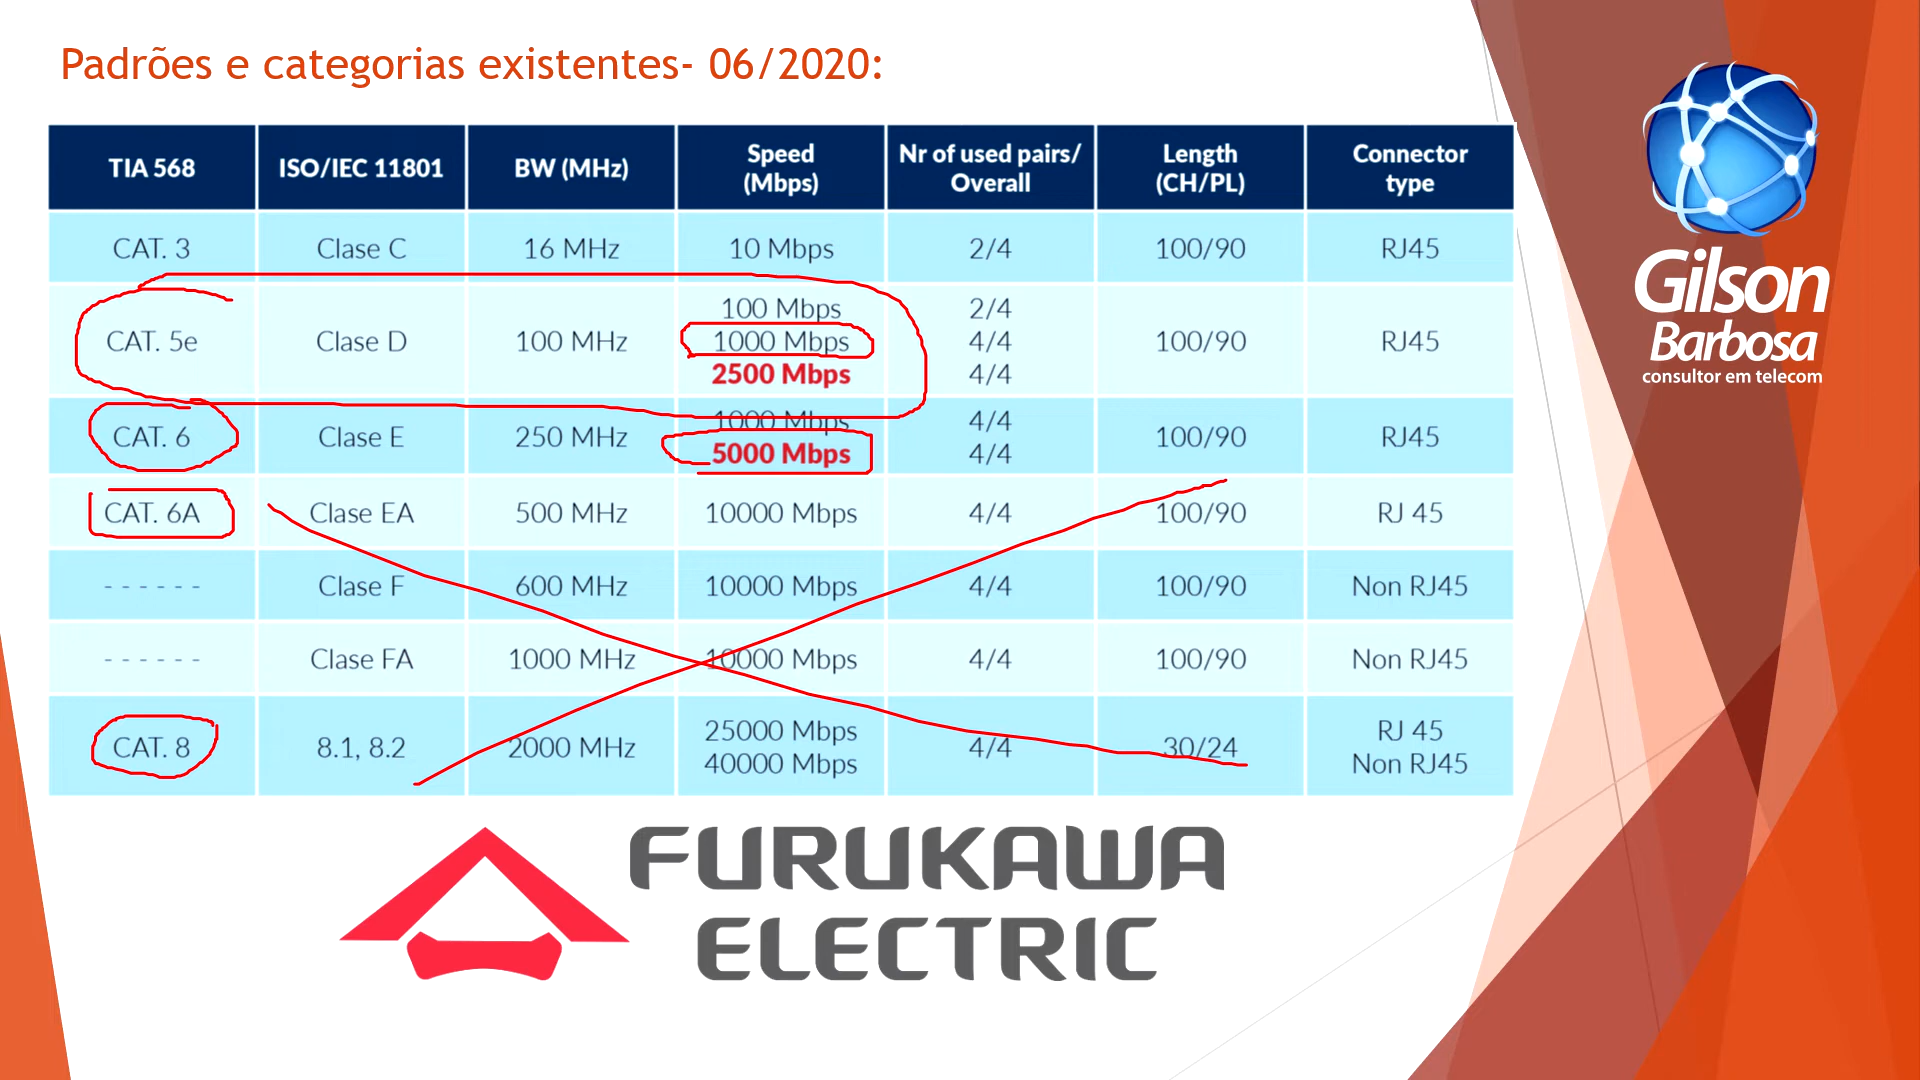 Padrões e categorias existentes- 06/2020:
TIA 568 ISO/IEC 11801 BW (MHz) Speed (Mbps) Nr of used pairs/ Overall Length (CH/PL) Connector type
CAT. 3 Clase C 16 MHz 10 Mbps 2/4 100/90 RJ45
CAT. 5e Clase D 100 MHz 100 Mbps 1000 Mbps 2500 Mbps 2/4 4/4 4/4 100/90 RJ45
CAT. 6 Clase E 250 MHz 1000 Mbps 5000 Mbps 4/4 4/4 100/90 RJ45
CAT. 6A Clase EA 500 MHz 10000 Mbps 4/4 100/90 RJ 45
- - - - - - Clase F 600 MHz 10000 Mbps 4/4 100/90 Non RJ45
- - - - - - Clase FA 1000 MHz 10000 Mbps 4/4 100/90 Non RJ45
CAT. 8 8.1, 8.2 2000 MHz 25000 Mbps 40000 Mbps 4/4 30/24 RJ 45 Non RJ45
FURUKAWA
ELECTRIC
Gilson
Barbosa
consultor em telecom